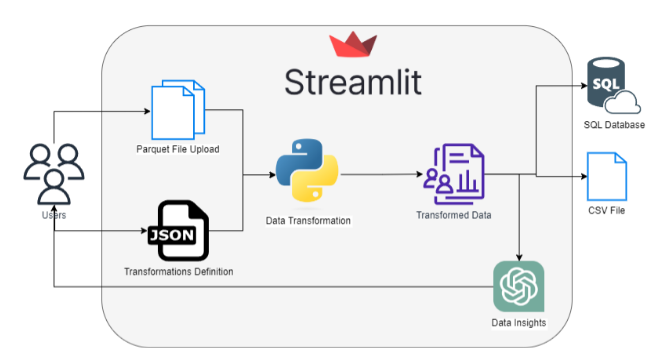 Streamlit
SQL
SQL Database
Parquet File Upload
Users
Data Transformation
Transformed Data
CSV File
JSON
Transformations Definition
Data Insights